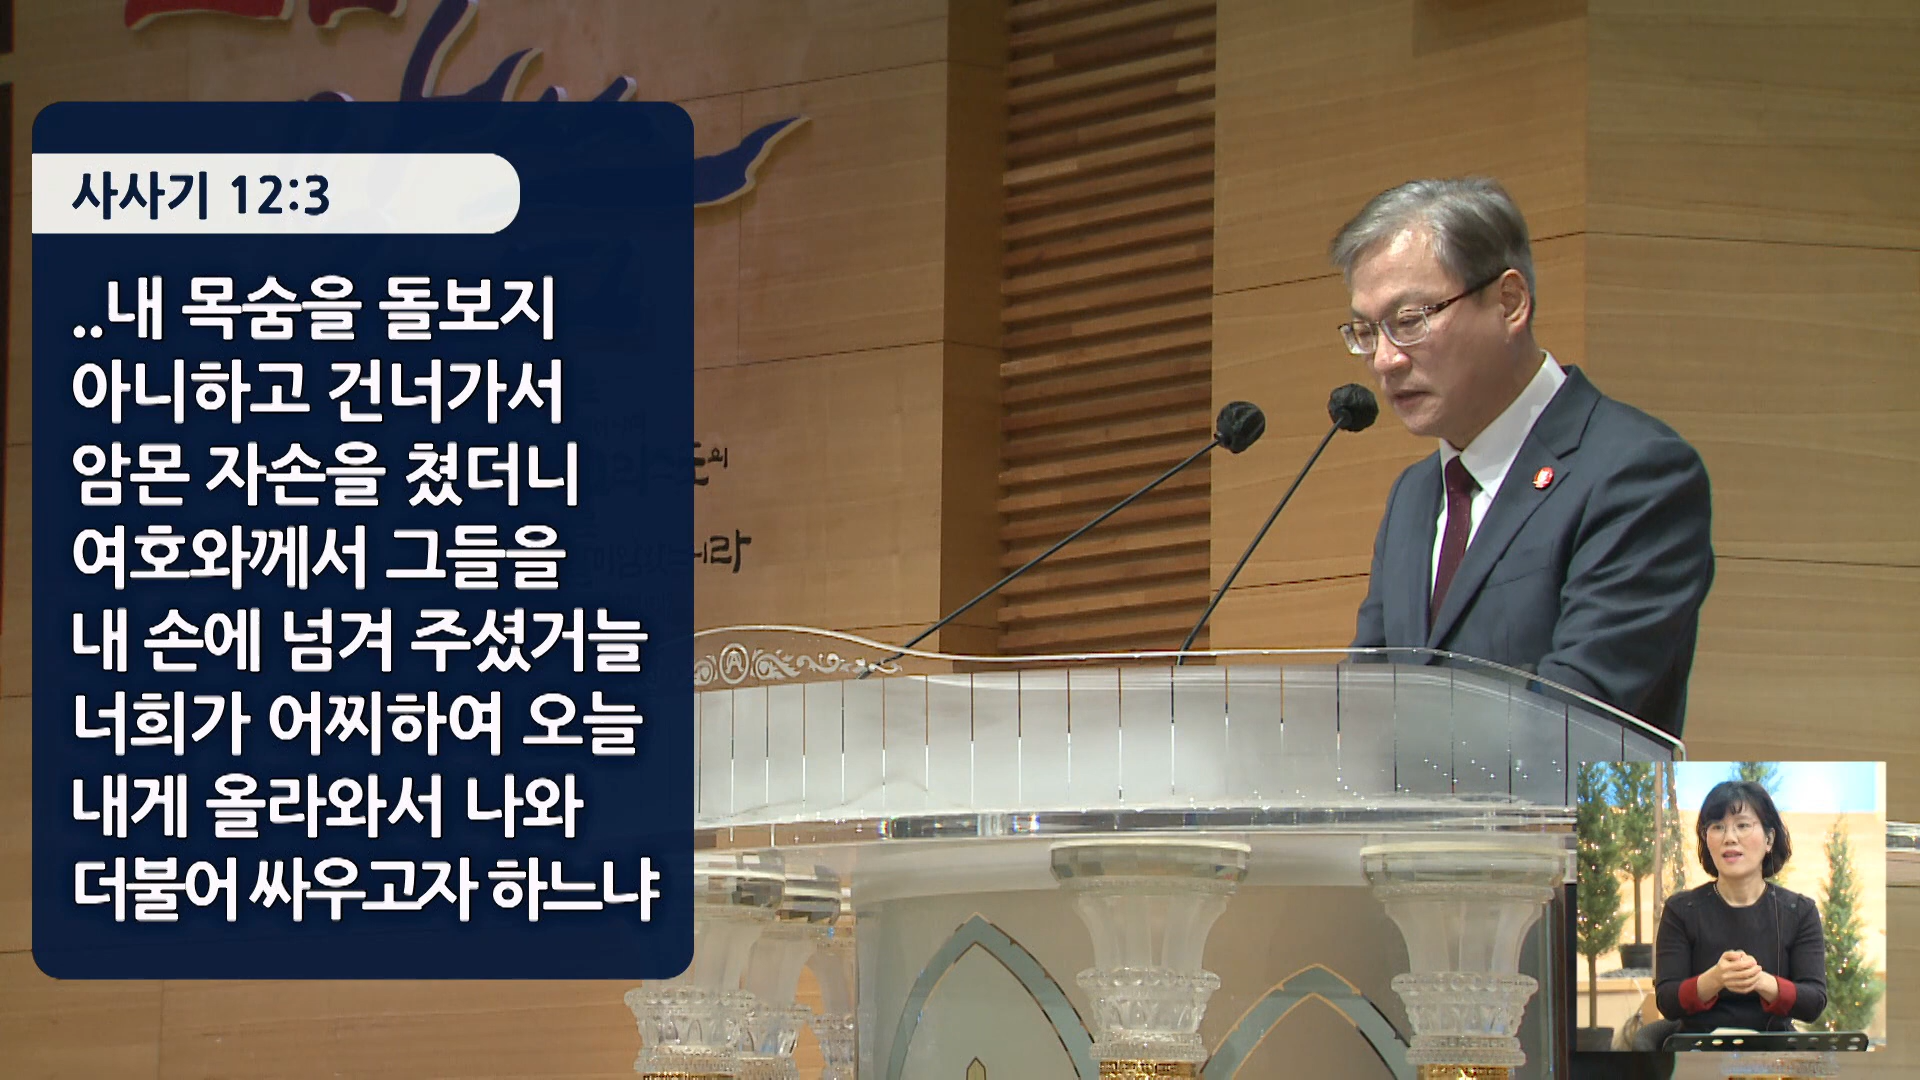 사사기 12:3
..내 목숨을 돌보지
아니하고 건너가서
암몬 자손을 쳤더니
여호와께서 그들을
내 손에 넘겨 주셨거늘
너희가 어찌하여 오늘
내게 올라와서 나와
더불어 싸우고자 하느냐